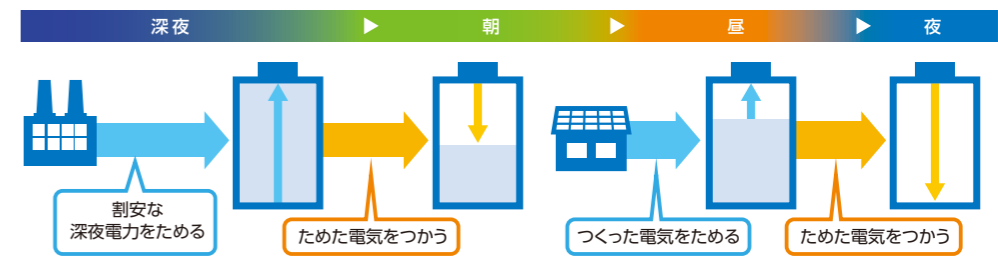 深夜 ▶ 朝 ▶ 昼 ▶ 夜
割安な
深夜電力をためる
ためた電気をつかう
つくった電気をためる
ためた電気をつかう